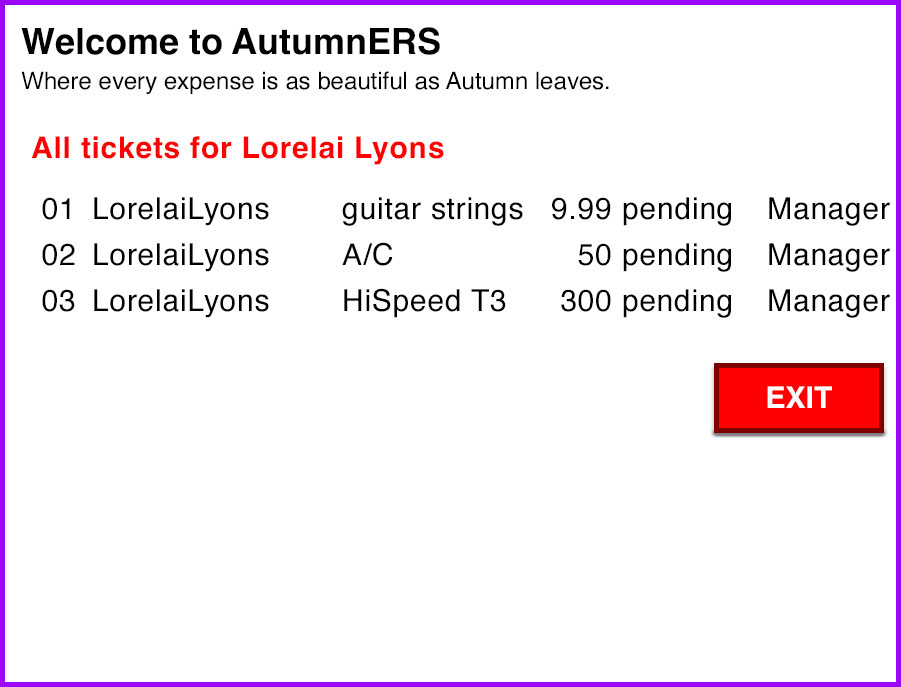 Welcome to AutumnERS
Where every expense is as beautiful as Autumn leaves.
All tickets for Lorelai Lyons
01 LorelaiLyons guitar strings 9.99 pending Manager
02 LorelaiLyons A/C 50 pending Manager
03 LorelaiLyons HiSpeed T3 300 pending Manager
EXIT